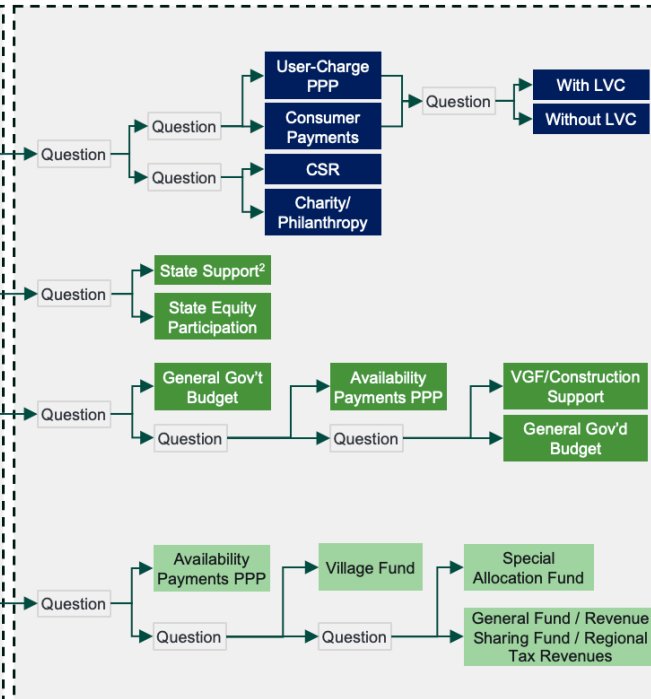 User-Charge
PPP
With LVC
Question
Consumer
Payments
Question
Without LVC
Question
Question
CSR
Charity/
Philanthropy
State Support²
Question
State Equity
Participation
General Gov't
Budget
Availability
Payments PPP
VGF/Construction
Support
Question
Question
Question
General Gov'd
Budget
Availability
Payments PPP
Village Fund
Special
Allocation Fund
Question
Question
Question
General Fund / Revenue
Sharing Fund / Regional
Tax Revenues